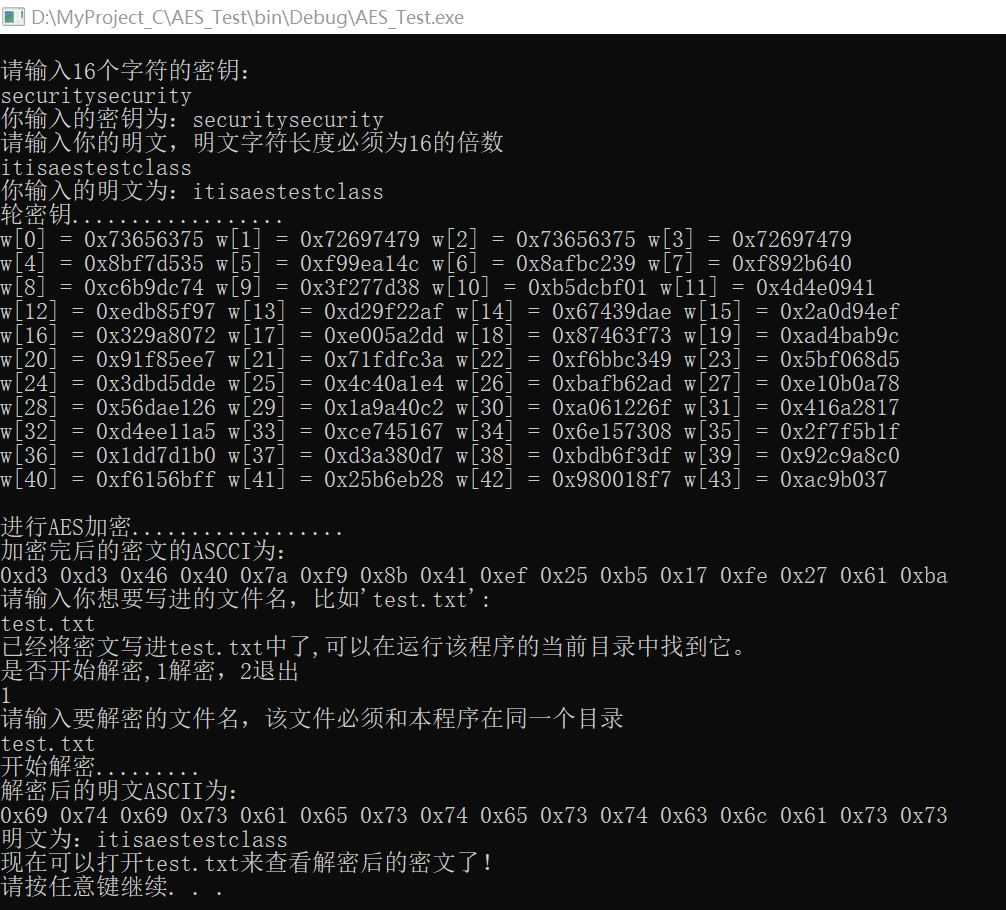 D:\MyProject_C\AES_Test\bin\Debug\AES_Test.exe
请输入16个字符的密钥：
securitysecurity
你输入的密钥为：securitysecurity
请输入你的明文，明文字符长度必须为16的倍数
itisaestestclass
你输入的明文为：itisaestestclass
轮密钥..................
w[0] = 0x73656375 w[1] = 0x72697479 w[2] = 0x73656375 w[3] = 0x72697479
w[4] = 0x8bf7d535 w[5] = 0xf99ea14c w[6] = 0x8afbc239 w[7] = 0xf892b640
w[8] = 0xc6b9dc74 w[9] = 0x3f277d38 w[10] = 0xb5dcbf01 w[11] = 0x4d4e0941
w[12] = 0xedb85f97 w[13] = 0xd29f22af w[14] = 0x67439dae w[15] = 0x2a0d94ef
w[16] = 0x329a8072 w[17] = 0xe005a2dd w[18] = 0x87463f73 w[19] = 0xad4bab9c
w[20] = 0x91f85ee7 w[21] = 0x71fdfc3a w[22] = 0xf6bbc349 w[23] = 0x5bf068d5
w[24] = 0x3dbd5dde w[25] = 0x4c40a1e4 w[26] = 0xbafb62ad w[27] = 0xe10b0a78
w[28] = 0x56dae126 w[29] = 0x1a9a40c2 w[30] = 0xa061226f w[31] = 0x416a2817
w[32] = 0xd4ee11a5 w[33] = 0xce745167 w[34] = 0x6e157308 w[35] = 0x2f7f5b1f
w[36] = 0x1dd7d1b0 w[37] = 0xd3a380d7 w[38] = 0xbdb6f3df w[39] = 0x92c9a8c0
w[40] = 0xf6156bff w[41] = 0x25b6eb28 w[42] = 0x980018f7 w[43] = 0xac9b037
进行AES加密..................
加密完后的密文的ASCCI为：
0xd3 0xd3 0x46 0x40 0x7a 0xf9 0x8b 0x41 0xef 0x25 0xb5 0x17 0xfe 0x27 0x61 0xba
请输入你想要写进的文件名，比如'test.txt':
test.txt
已经将密文写进test.txt中了,可以在运行该程序的当前目录中找到它。
是否开始解密,1解密，2退出
1
请输入要解密的文件名，该文件必须和本程序在同一个目录
test.txt
开始解密.........
解密后的明文ASCII为：
0x69 0x74 0x69 0x73 0x61 0x65 0x73 0x74 0x65 0x73 0x74 0x63 0x6c 0x61 0x73 0x73
明文为：itisaestestclass
现在可以打开test.txt来查看解密后的密文了！
请按任意键继续. . .